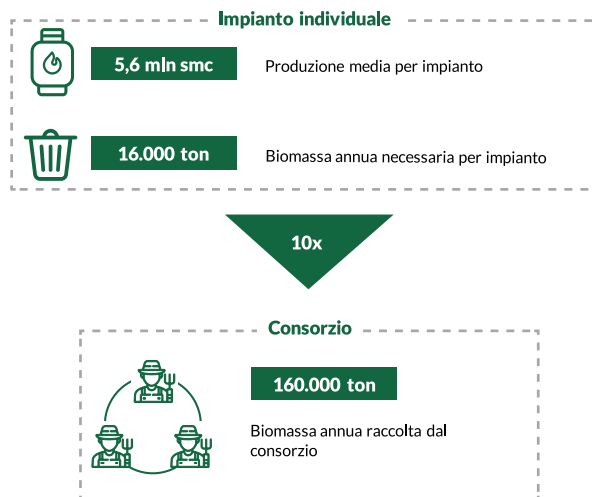 Impianto individuale
5,6 mln smc
Produzione media per impianto
16.000 ton
Biomassa annua necessaria per impianto
10x
Consorzio
160.000 ton
Biomassa annua raccolta dal
consorzio